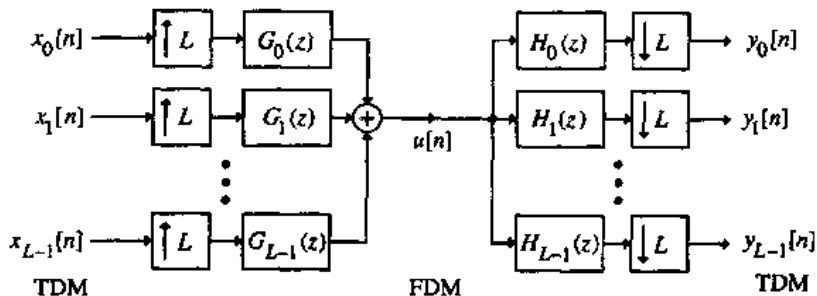 x_0[n] ↑ L G_0(z) H_0(z) ↓ L y_0[n]
x_1[n] ↑ L G_1(z) + u[n] H_1(z) ↓ L y_1[n]
x_{L-1}[n] ↑ L G_{L-1}(z) H_{L-1}(z) ↓ L y_{L-1}[n]
TDM FDM TDM